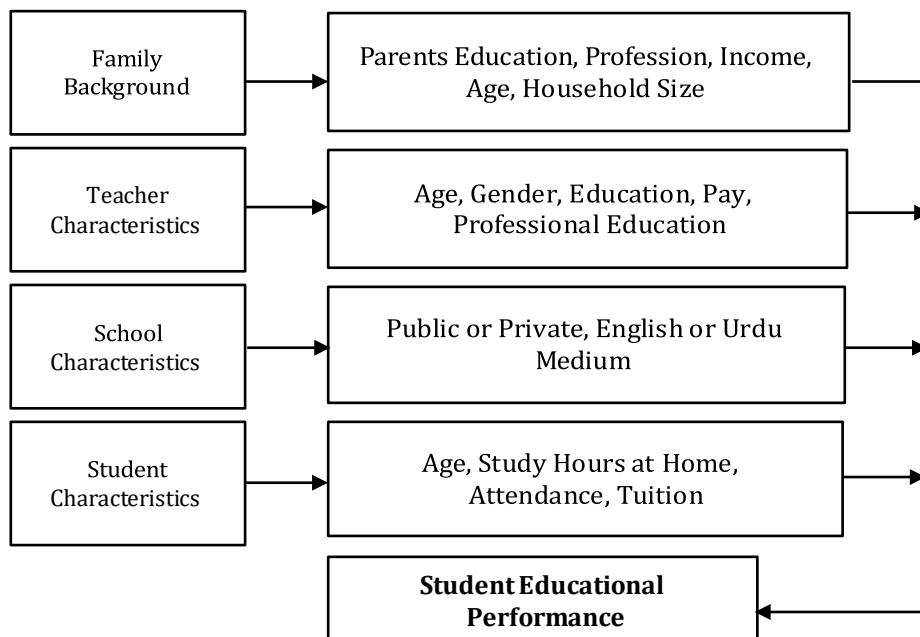 Family
Background
Parents Education, Profession, Income,
Age, Household Size
Teacher
Characteristics
Age, Gender, Education, Pay,
Professional Education
School
Characteristics
Public or Private, English or Urdu
Medium
Student
Characteristics
Age, Study Hours at Home,
Attendance, Tuition
Student Educational
Performance